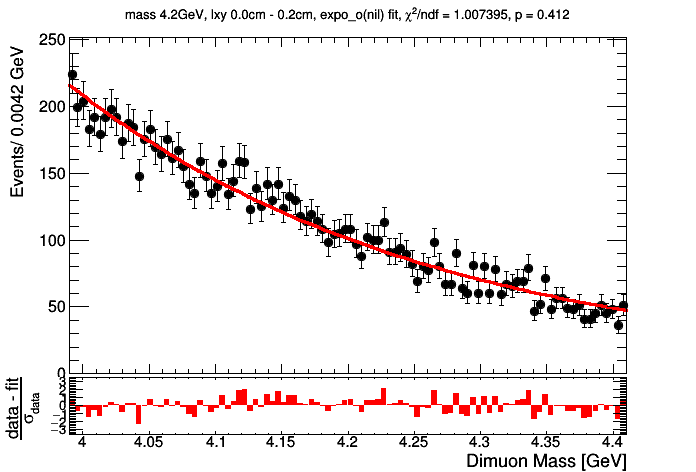 mass 4.2GeV, lxy 0.0cm - 0.2cm, expo_o(nil) fit, χ²/ndf = 1.007395, p = 0.412
Events/ 0.0042 GeV
250
200
150
100
50
0
data - fit
σdata
3
2
1
0
−1
−2
−3
4 4.05 4.1 4.15 4.2 4.25 4.3 4.35 4.4
Dimuon Mass [GeV]